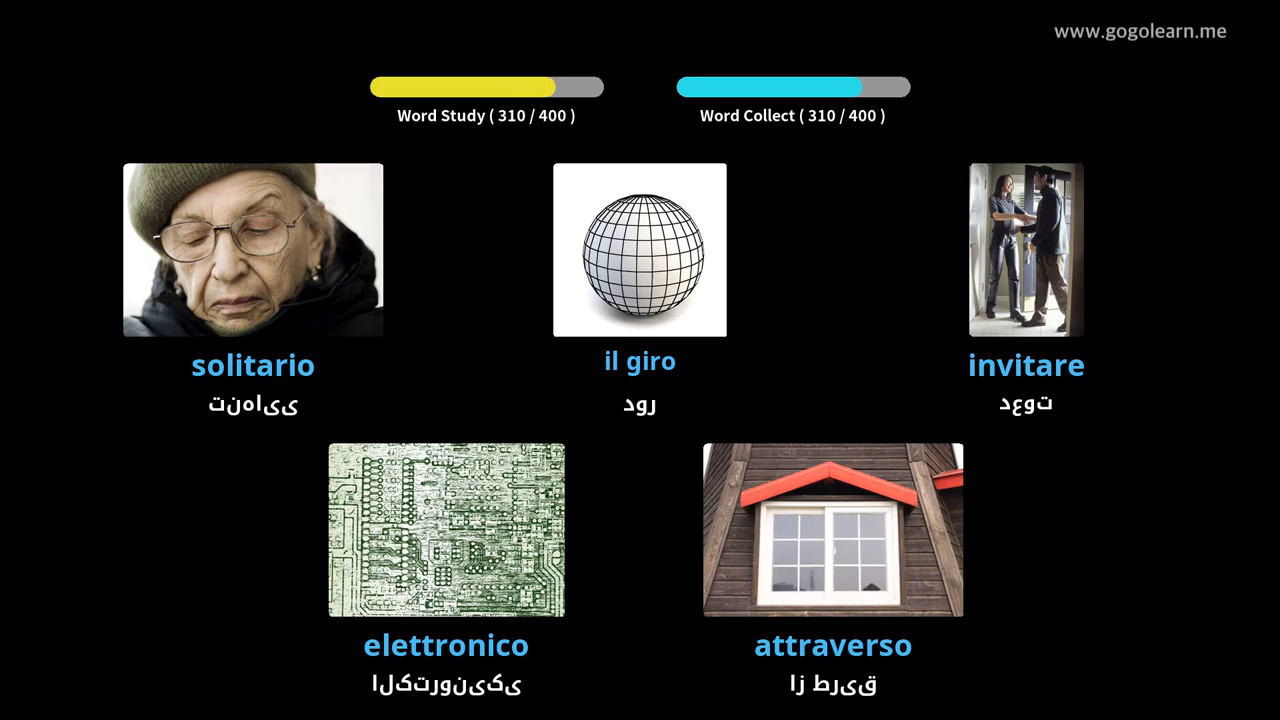 www.gogolearn.me
Word Study ( 310 / 400 )
Word Collect ( 310 / 400 )
solitario
تنهایی
il giro
دور
invitare
دعوت
elettronico
الکترونیکی
attraverso
از طریق